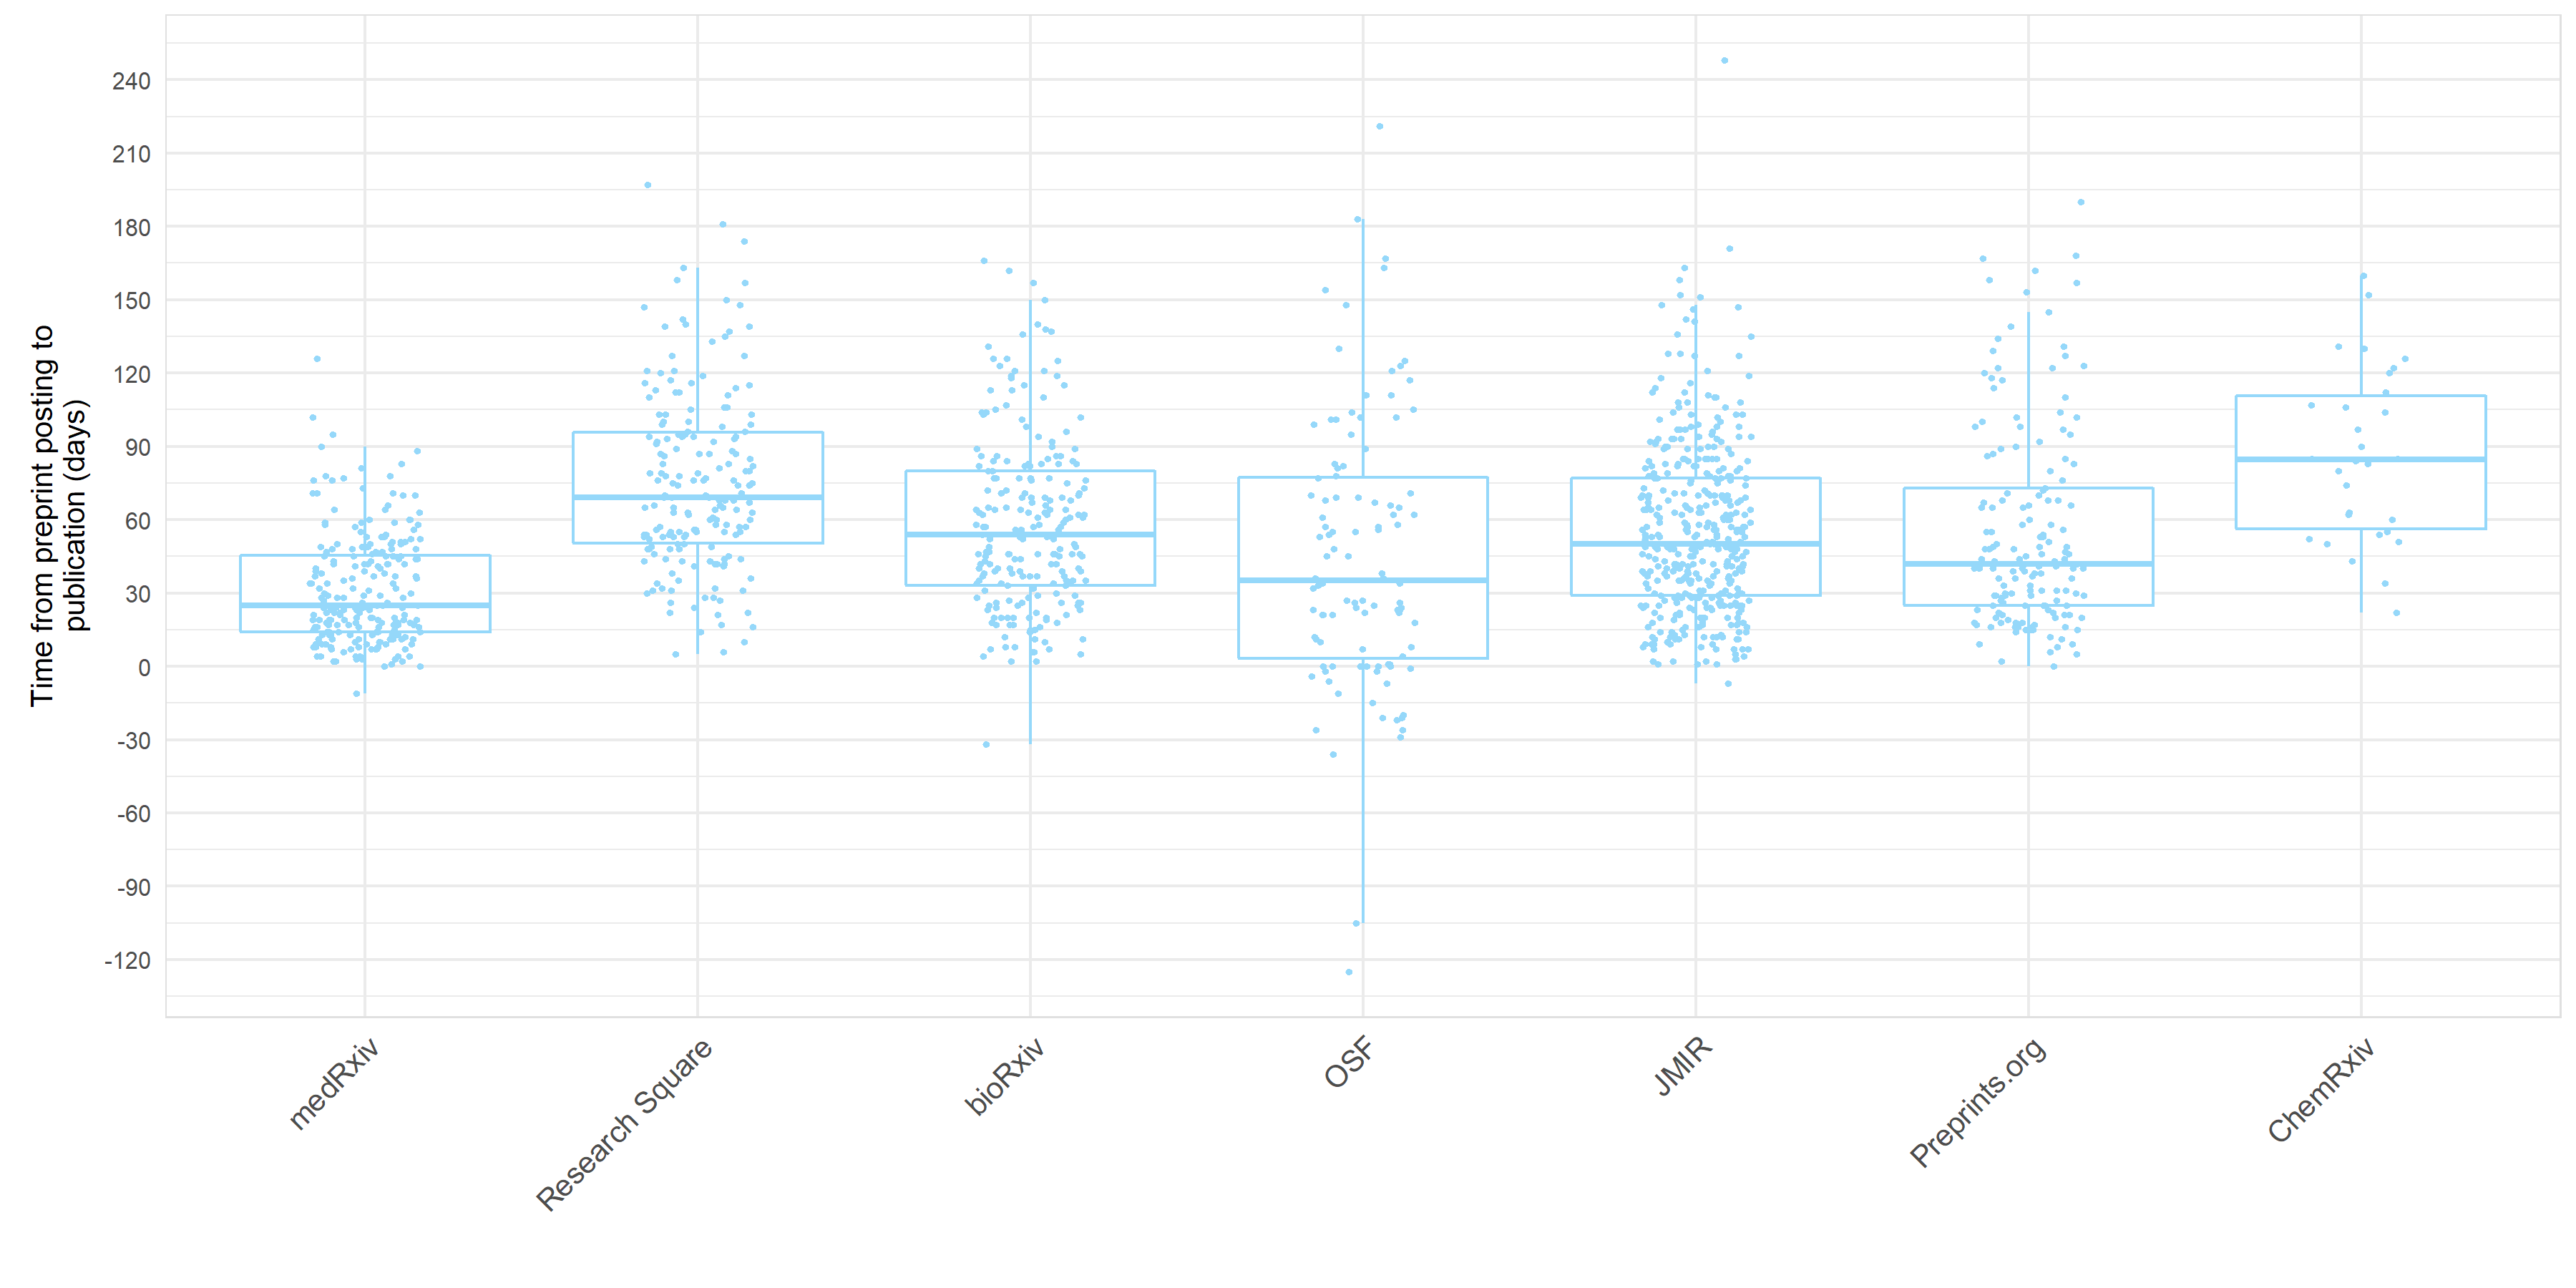 Time from preprint posting to
publication (days)
240
210
180
150
120
90
60
30
0
-30
-60
-90
-120
medRxiv
Research Square
bioRxiv
OSF
JMIR
Preprints.org
ChemRxiv